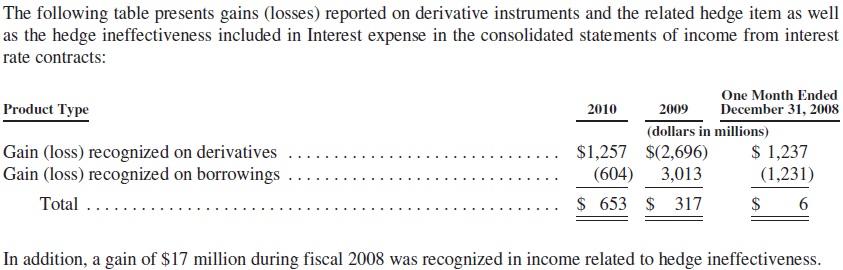 The following table presents gains (losses) reported on derivative instruments and the related hedge item as well
as the hedge ineffectiveness included in Interest expense in the consolidated statements of income from interest
rate contracts:
One Month Ended
Product Type 2010 2009 December 31, 2008
(dollars in millions)
Gain (loss) recognized on derivatives . . . . . . . . . . . . . . . . . . . . . . . . . . . . . . $1,257 $(2,696) $ 1,237
Gain (loss) recognized on borrowings . . . . . . . . . . . . . . . . . . . . . . . . . . . . . . (604) 3,013 (1,231)
Total . . . . . . . . . . . . . . . . . . . . . . . . . . . . . . . . . . . . . . . . . . . . . . . . . . . . $ 653 $ 317 $ 6
In addition, a gain of $17 million during fiscal 2008 was recognized in income related to hedge ineffectiveness.